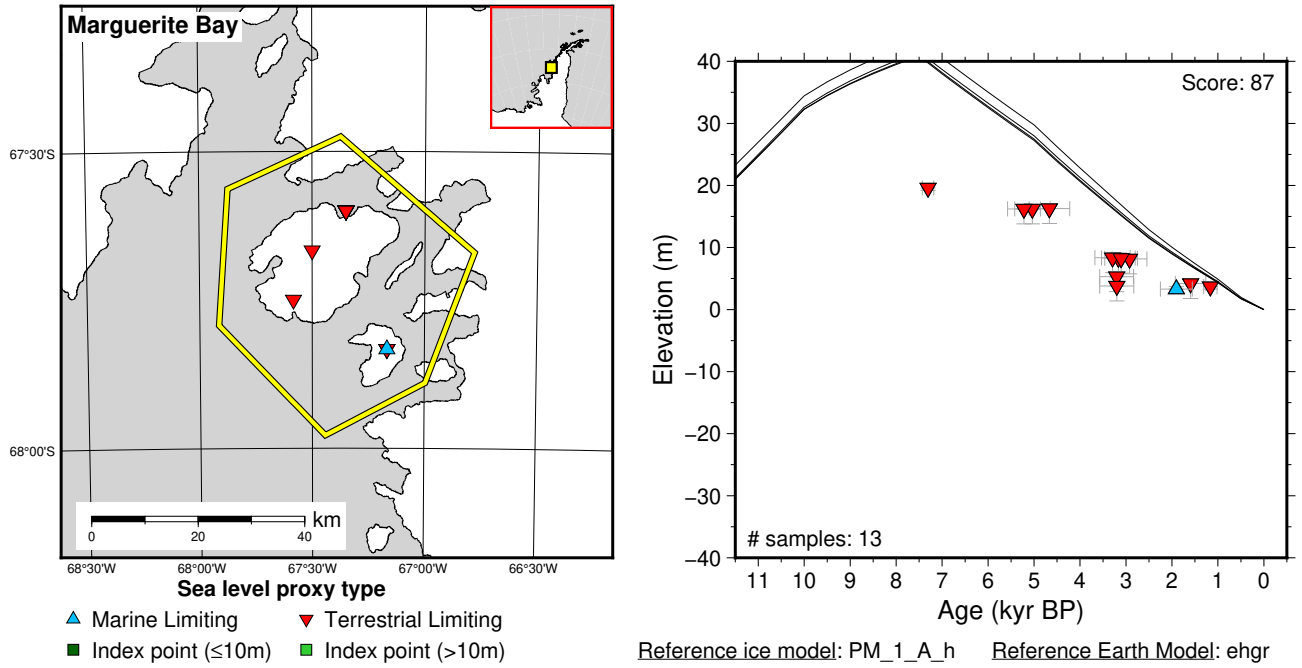 Marguerite Bay
67°30'S
68°00'S
km
0 20 40
68°30'W 68°00'W 67°30'W 67°00'W 66°30'W
Sea level proxy type
Marine Limiting Terrestrial Limiting
Index point (≤10m) Index point (>10m)
Score: 87
40
30
20
10
0
−10
−20
−30
−40
Elevation (m)
# samples: 13
11 10 9 8 7 6 5 4 3 2 1 0
Age (kyr BP)
Reference ice model: PM_1_A_h Reference Earth Model: ehgr